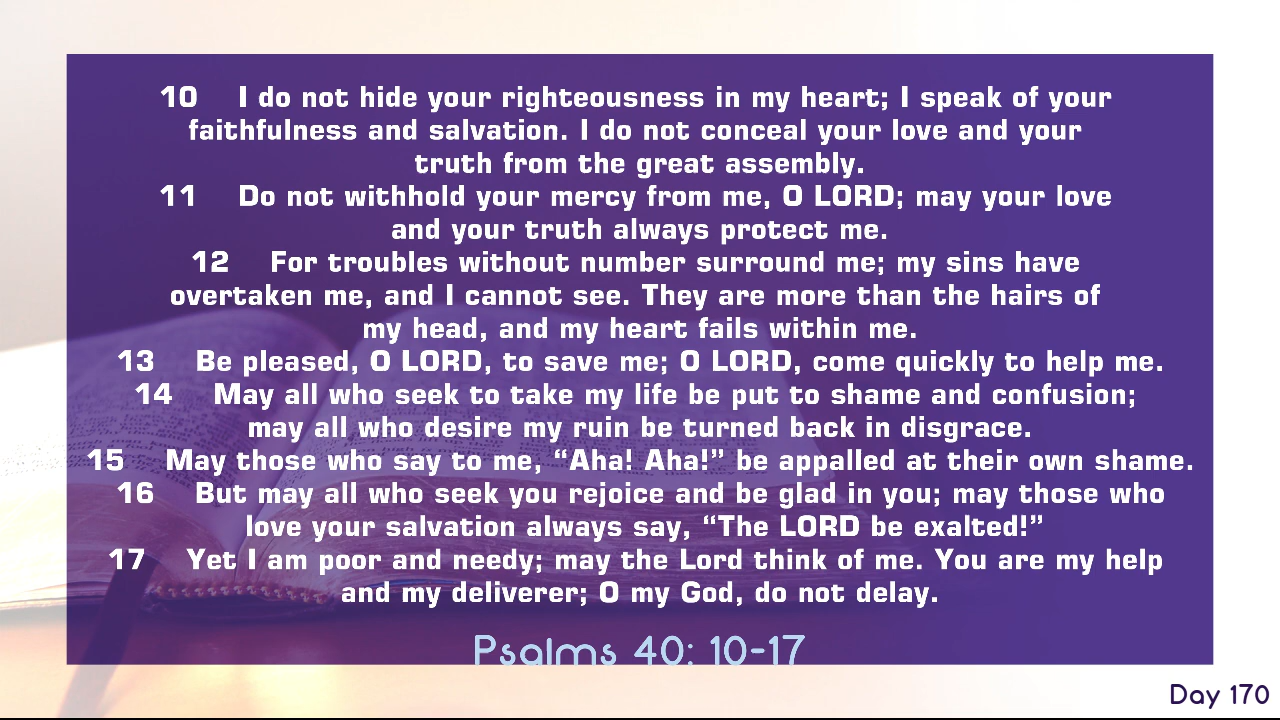 10 I do not hide your righteousness in my heart; I speak of your
faithfulness and salvation. I do not conceal your love and your
truth from the great assembly.
11 Do not withhold your mercy from me, O LORD; may your love
and your truth always protect me.
12 For troubles without number surround me; my sins have
overtaken me, and I cannot see. They are more than the hairs of
my head, and my heart fails within me.
13 Be pleased, O LORD, to save me; O LORD, come quickly to help me.
14 May all who seek to take my life be put to shame and confusion;
may all who desire my ruin be turned back in disgrace.
15 May those who say to me, “Aha! Aha!” be appalled at their own shame.
16 But may all who seek you rejoice and be glad in you; may those who
love your salvation always say, “The LORD be exalted!”
17 Yet I am poor and needy; may the Lord think of me. You are my help
and my deliverer; O my God, do not delay.
Psalms 40: 10-17
Day 170